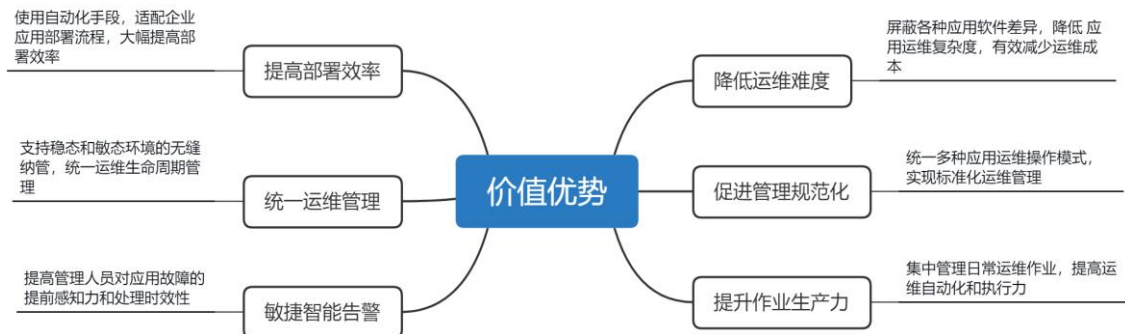 使用自动化手段，适配企业
应用部署流程，大幅提高部
署效率
提高部署效率
支持稳态和敏态环境的无缝
纳管，统一运维生命周期管
理
统一运维管理
提高管理人员对应用故障的
提前感知力和处理时效性
敏捷智能告警
价值优势
屏蔽各种应用软件差异，降低 应
用运维复杂度，有效减少运维成
本
降低运维难度
统一多种应用运维操作模式，
实现标准化运维管理
促进管理规范化
集中管理日常运维作业，提高运
维自动化和执行力
提升作业生产力